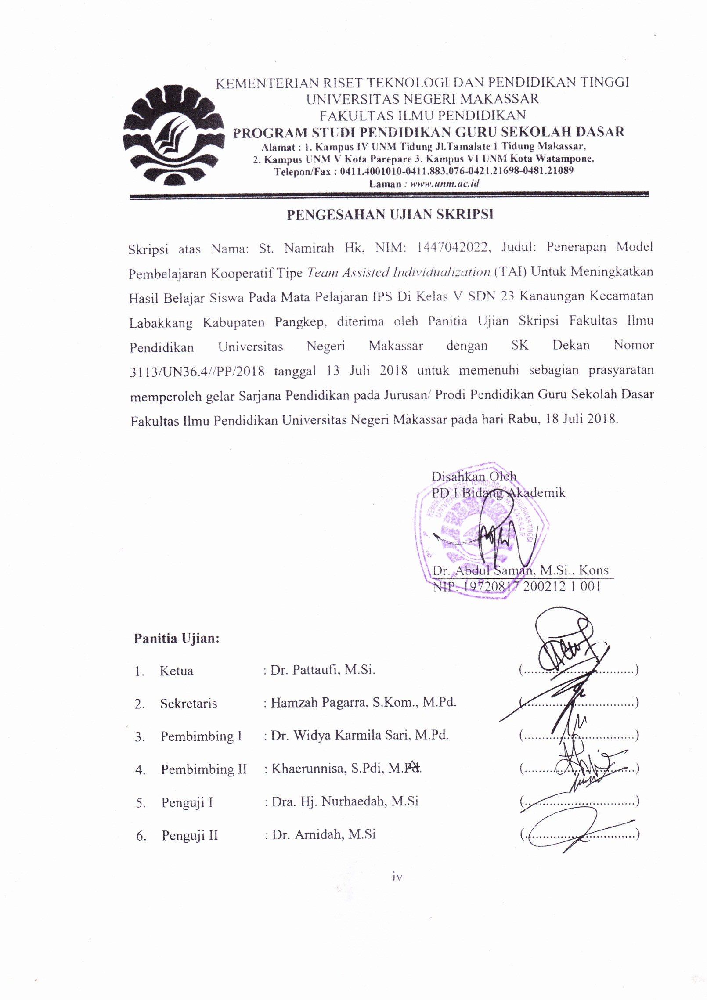 KEMENTERIAN RISET TEKNOLOGI DAN PENDIDIKAN TINGGI
UNIVERSITAS NEGERI MAKASSAR
FAKULTAS ILMU PENDIDIKAN
PROGRAM STUDI PENDIDIKAN GURU SEKOLAH DASAR
Alamat : 1. Kampus IV UNM Tidung Jl.Tamalate 1 Tidung Makassar,
2. Kampus UNM V Kota Parepare 3. Kampus VI UNM Kota Watampone,
Telepon/Fax : 0411.4001010-0411.883.076-0421.21698-0481.21089
Laman : www.unm.ac.id
PENGESAHAN UJIAN SKRIPSI
Skripsi atas Nama: St. Namirah Hk, NIM: 1447042022, Judul: Penerapan Model
Pembelajaran Kooperatif Tipe Team Assisted Individualization (TAI) Untuk Meningkatkan
Hasil Belajar Siswa Pada Mata Pelajaran IPS Di Kelas V SDN 23 Kanaungan Kecamatan
Labakkang Kabupaten Pangkep, diterima oleh Panitia Ujian Skripsi Fakultas Ilmu
Pendidikan Universitas Negeri Makassar dengan SK Dekan Nomor
3113/UN36.4//PP/2018 tanggal 13 Juli 2018 untuk memenuhi sebagian prasyaratan
memperoleh gelar Sarjana Pendidikan pada Jurusan/ Prodi Pendidikan Guru Sekolah Dasar
Fakultas Ilmu Pendidikan Universitas Negeri Makassar pada hari Rabu, 18 Juli 2018.
Disahkan Oleh
PD I Bidang Akademik
Dr. Abdul Saman, M.Si., Kons
NIP. 19720817 200212 1 001
Panitia Ujian:
1. Ketua : Dr. Pattaufi, M.Si. (................................)
2. Sekretaris : Hamzah Pagarra, S.Kom., M.Pd. (................................)
3. Pembimbing I : Dr. Widya Karmila Sari, M.Pd. (................................)
4. Pembimbing II : Khaerunnisa, S.Pdi, M.Pd. (................................)
5. Penguji I : Dra. Hj. Nurhaedah, M.Si (................................)
6. Penguji II : Dr. Arnidah, M.Si (................................)
iv